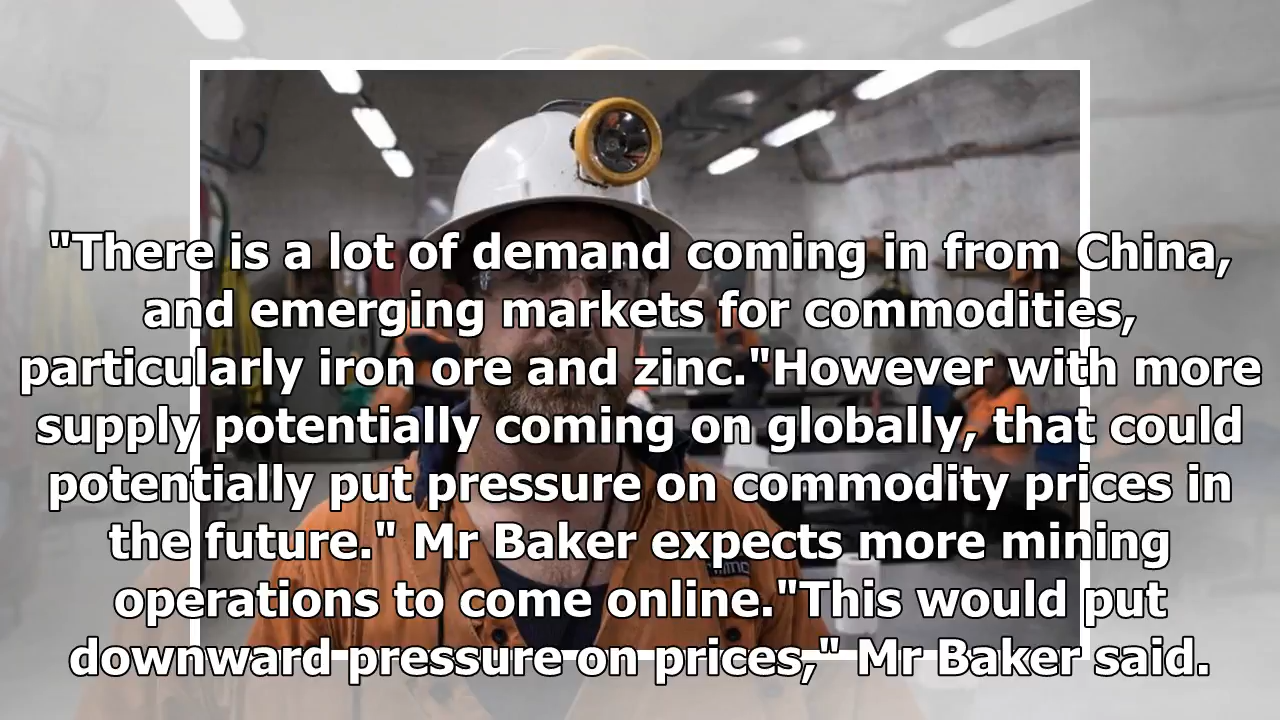 "There is a lot of demand coming in from China,
and emerging markets for commodities,
particularly iron ore and zinc."However with more
supply potentially coming on globally, that could
potentially put pressure on commodity prices in
the future." Mr Baker expects more mining
operations to come online."This would put
downward pressure on prices," Mr Baker said.